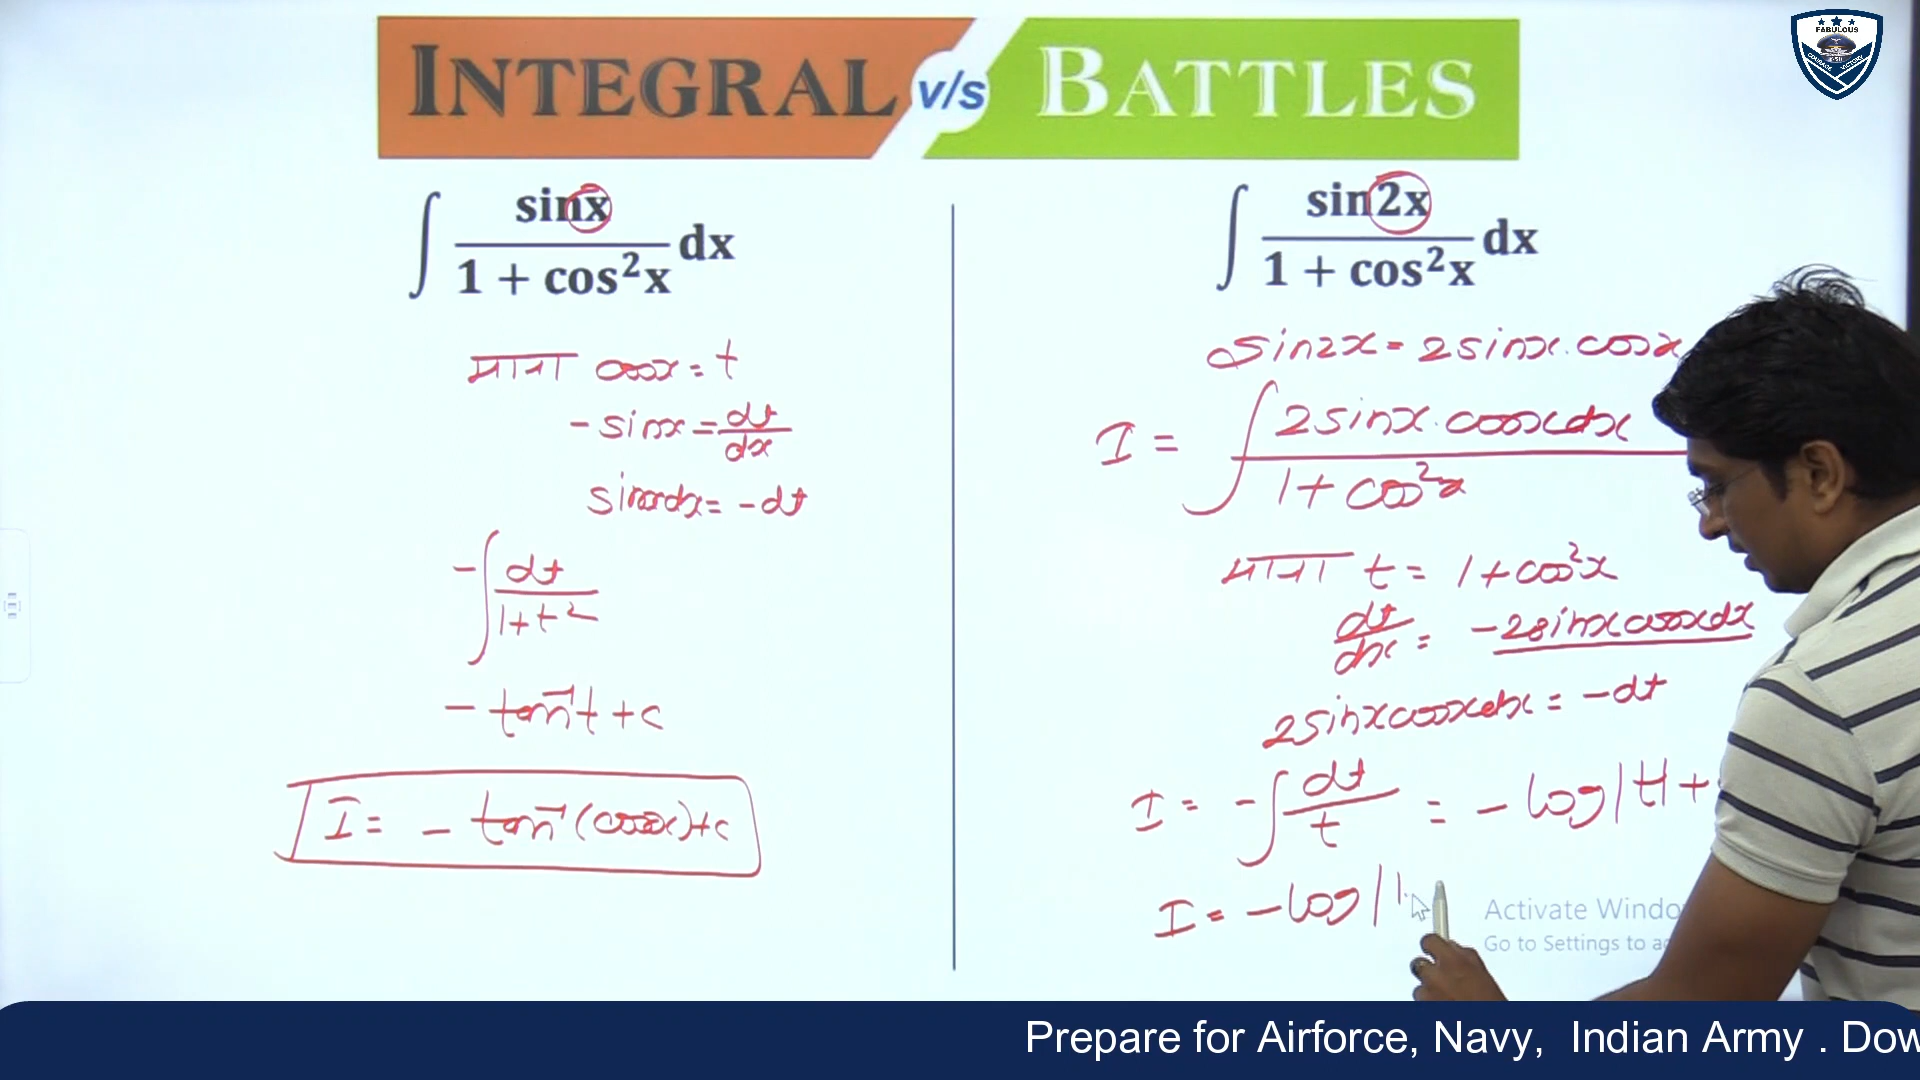 INTEGRAL v/s BATTLES
FABULOUS
COURAGE VICTORY
∫ sinx / 1 + cos²x dx
माना cosx = t
- sinx = dt/dx
sinxdx = -dt
-∫ dt / 1+t²
- tan⁻¹t + c
I = - tan⁻¹(cosx)+c
∫ sin2x / 1 + cos²x dx
sin2x = 2sinx.cosx
I = ∫ 2sinx.cosxdx / 1 + cos²x
माना t = 1 + cos²x
dt/dx = -2sinxcosxdx
2sinxcosxdx = -dt
I = -∫ dt/t = - log|t|+
I = -log|1
Activate Windo
Go to Settings to a
Prepare for Airforce, Navy, Indian Army . Dow